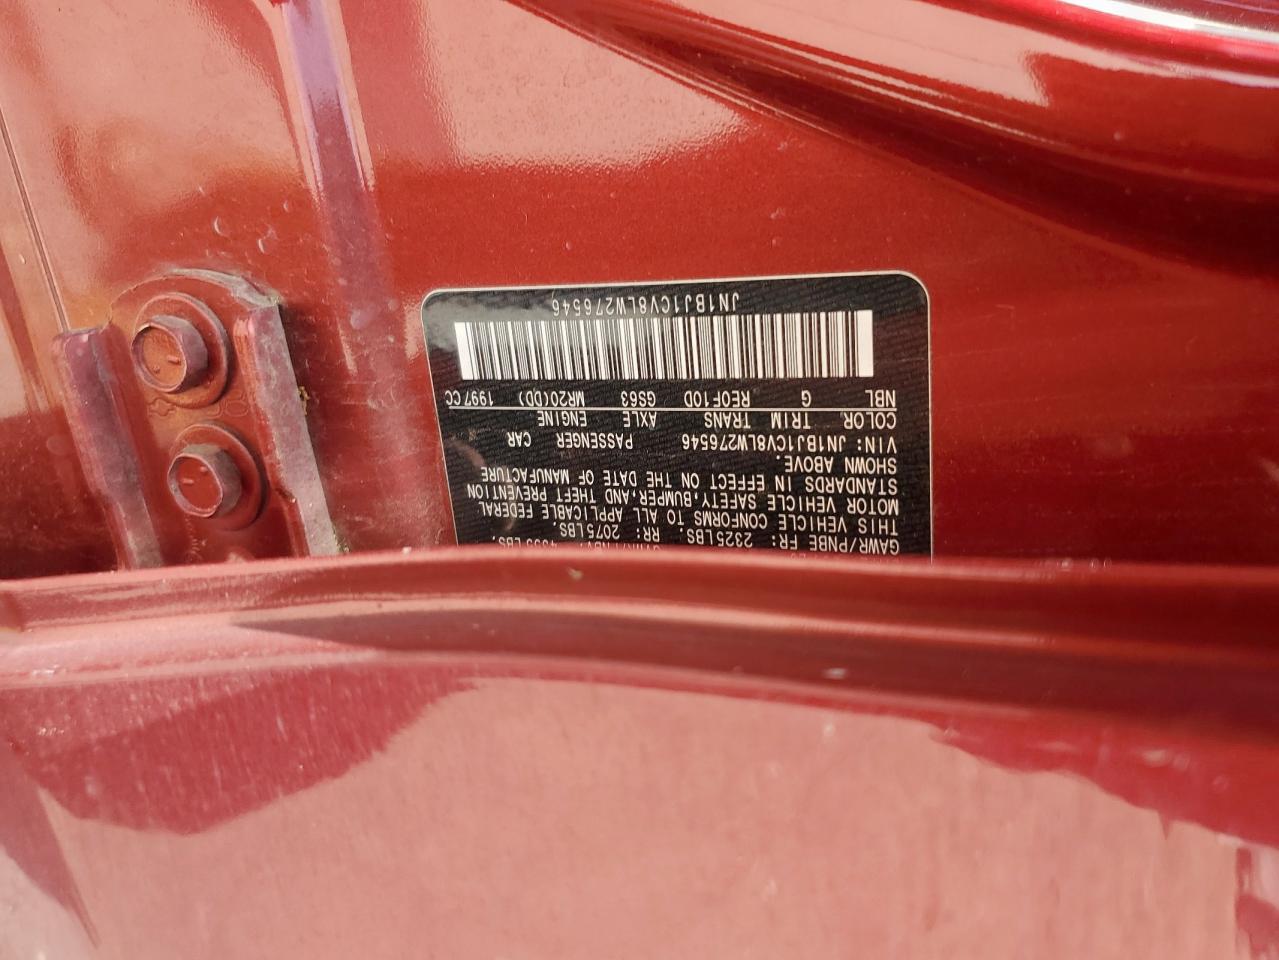 GAWR/PNBE FR: 2325LBS. RR: 2075LBS.
THIS VEHICLE CONFORMS TO ALL APPLICABLE FEDERAL
MOTOR VEHICLE SAFETY,BUMPER,AND THEFT PREVENTION
STANDARDS IN EFFECT ON THE DATE OF MANUFACTURE
SHOWN ABOVE.
VIN: JN1BJ1CV8LW276546 PASSENGER CAR
COLOR TRIM TRANS AXLE ENGINE
NBL G REOF10D GS63 MR20(DD) 1997CC
JN1BJ1CV8LW276546